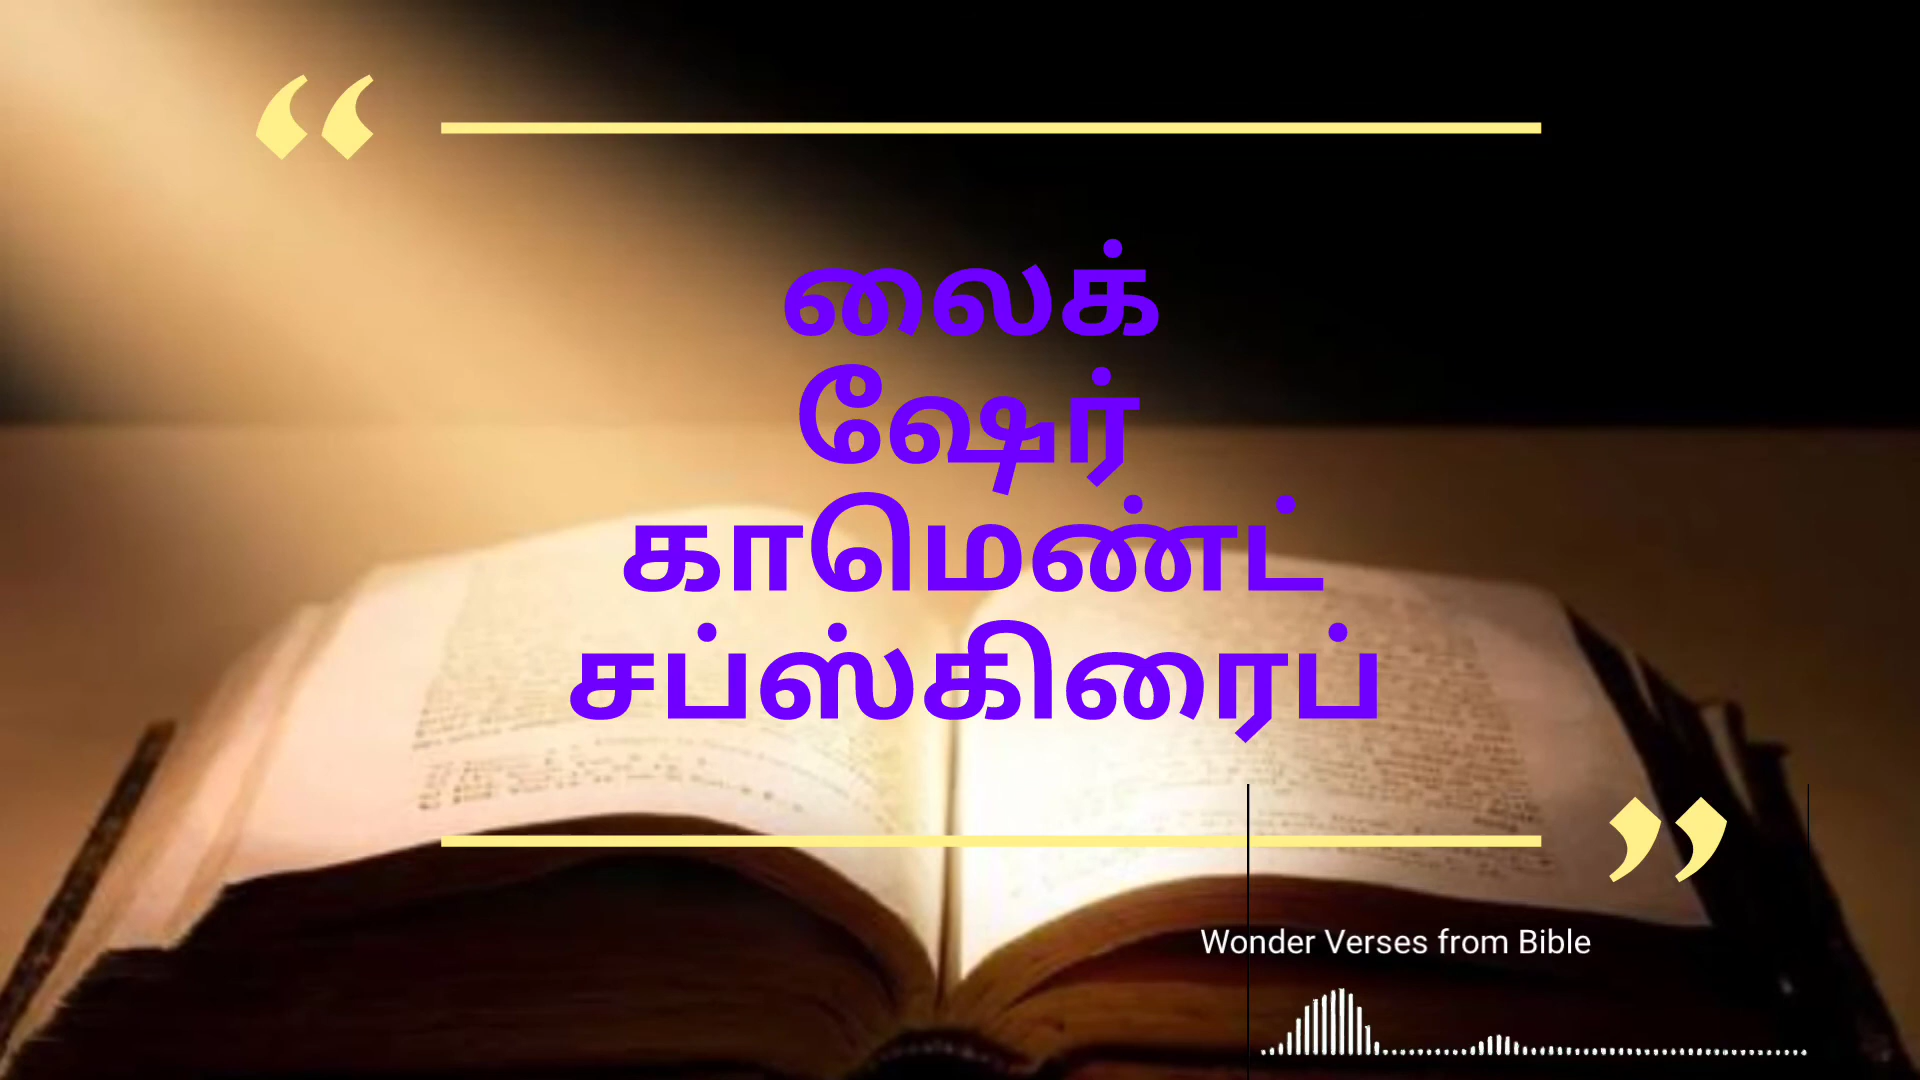 “
லைக்
ஷேர்
காமெண்ட்
சப்ஸ்கிரைப்
”
Wonder Verses from Bible